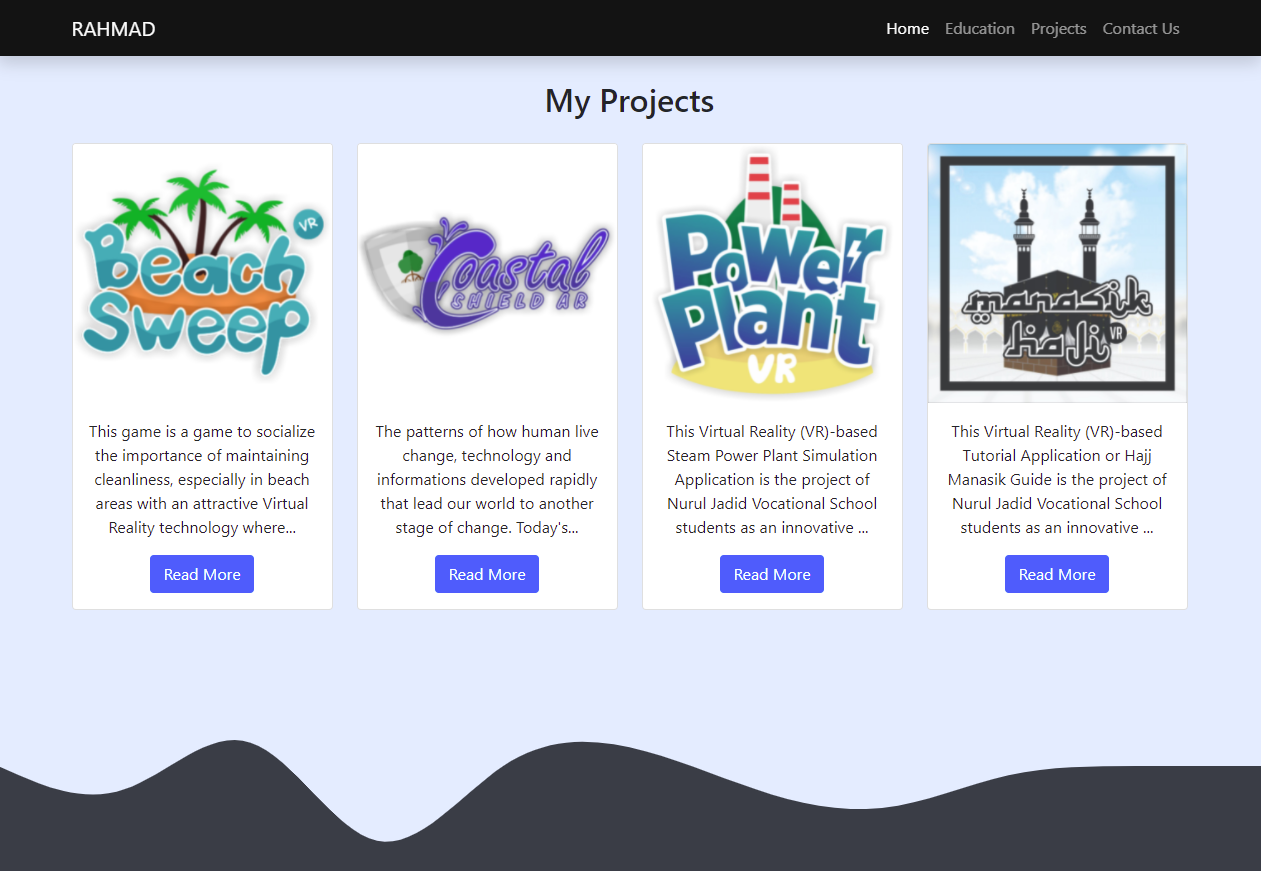 RAHMAD
Home Education Projects Contact Us
My Projects
Beach
Sweep
VR
Coastal
SHIELD AR
Power
Plant
VR
manasik
haji
VR
This game is a game to socialize
the importance of maintaining
cleanliness, especially in beach
areas with an attractive Virtual
Reality technology where...
Read More
The patterns of how human live
change, technology and
informations developed rapidly
that lead our world to another
stage of change. Today's...
Read More
This Virtual Reality (VR)-based
Steam Power Plant Simulation
Application is the project of
Nurul Jadid Vocational School
students as an innovative ...
Read More
This Virtual Reality (VR)-based
Tutorial Application or Hajj
Manasik Guide is the project of
Nurul Jadid Vocational School
students as an innovative ...
Read More